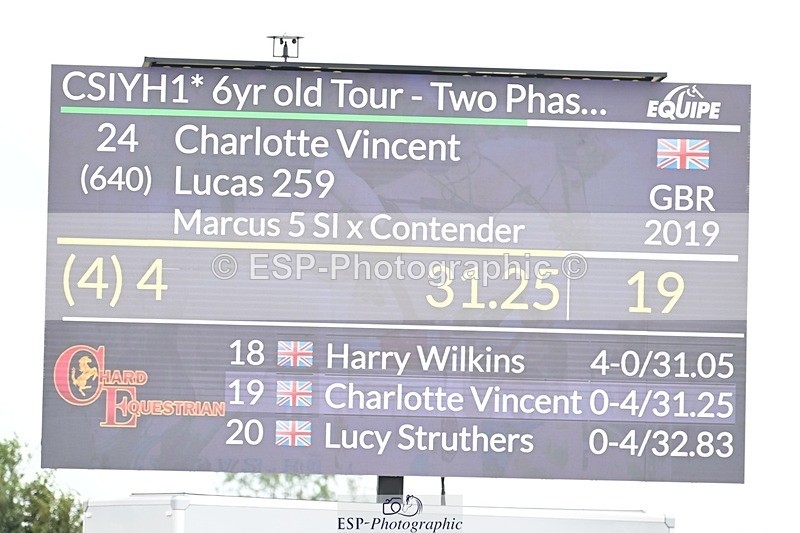 CSIYH1* 6yr old Tour - Two Phas...
EQUIPE
24 Charlotte Vincent
(640) Lucas 259
GBR
Marcus 5 Sl x Contender 2019
© ESP-Photographic ©
(4) 4 31.25 19
18 Harry Wilkins 4-0/31.05
19 Charlotte Vincent 0-4/31.25
20 Lucy Struthers 0-4/32.83
CHARD
EQUESTRIAN
ESP-Photographic